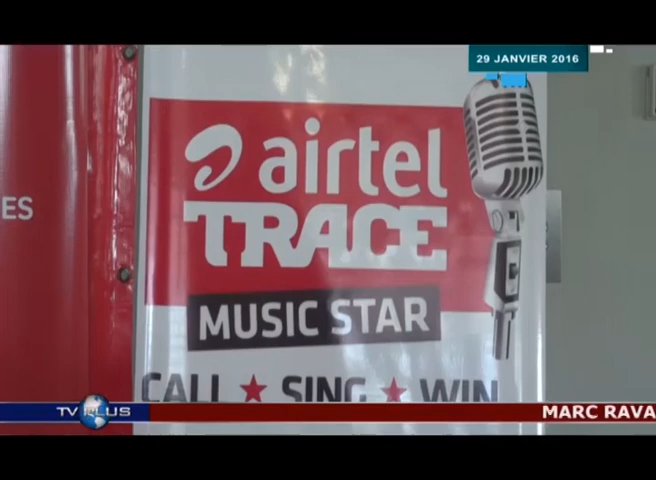 29 JANVIER 2016
ES
airtel
TRACE
MUSIC STAR
CALL ★ SING ★ WIN
TV PLUS
MARC RAVA